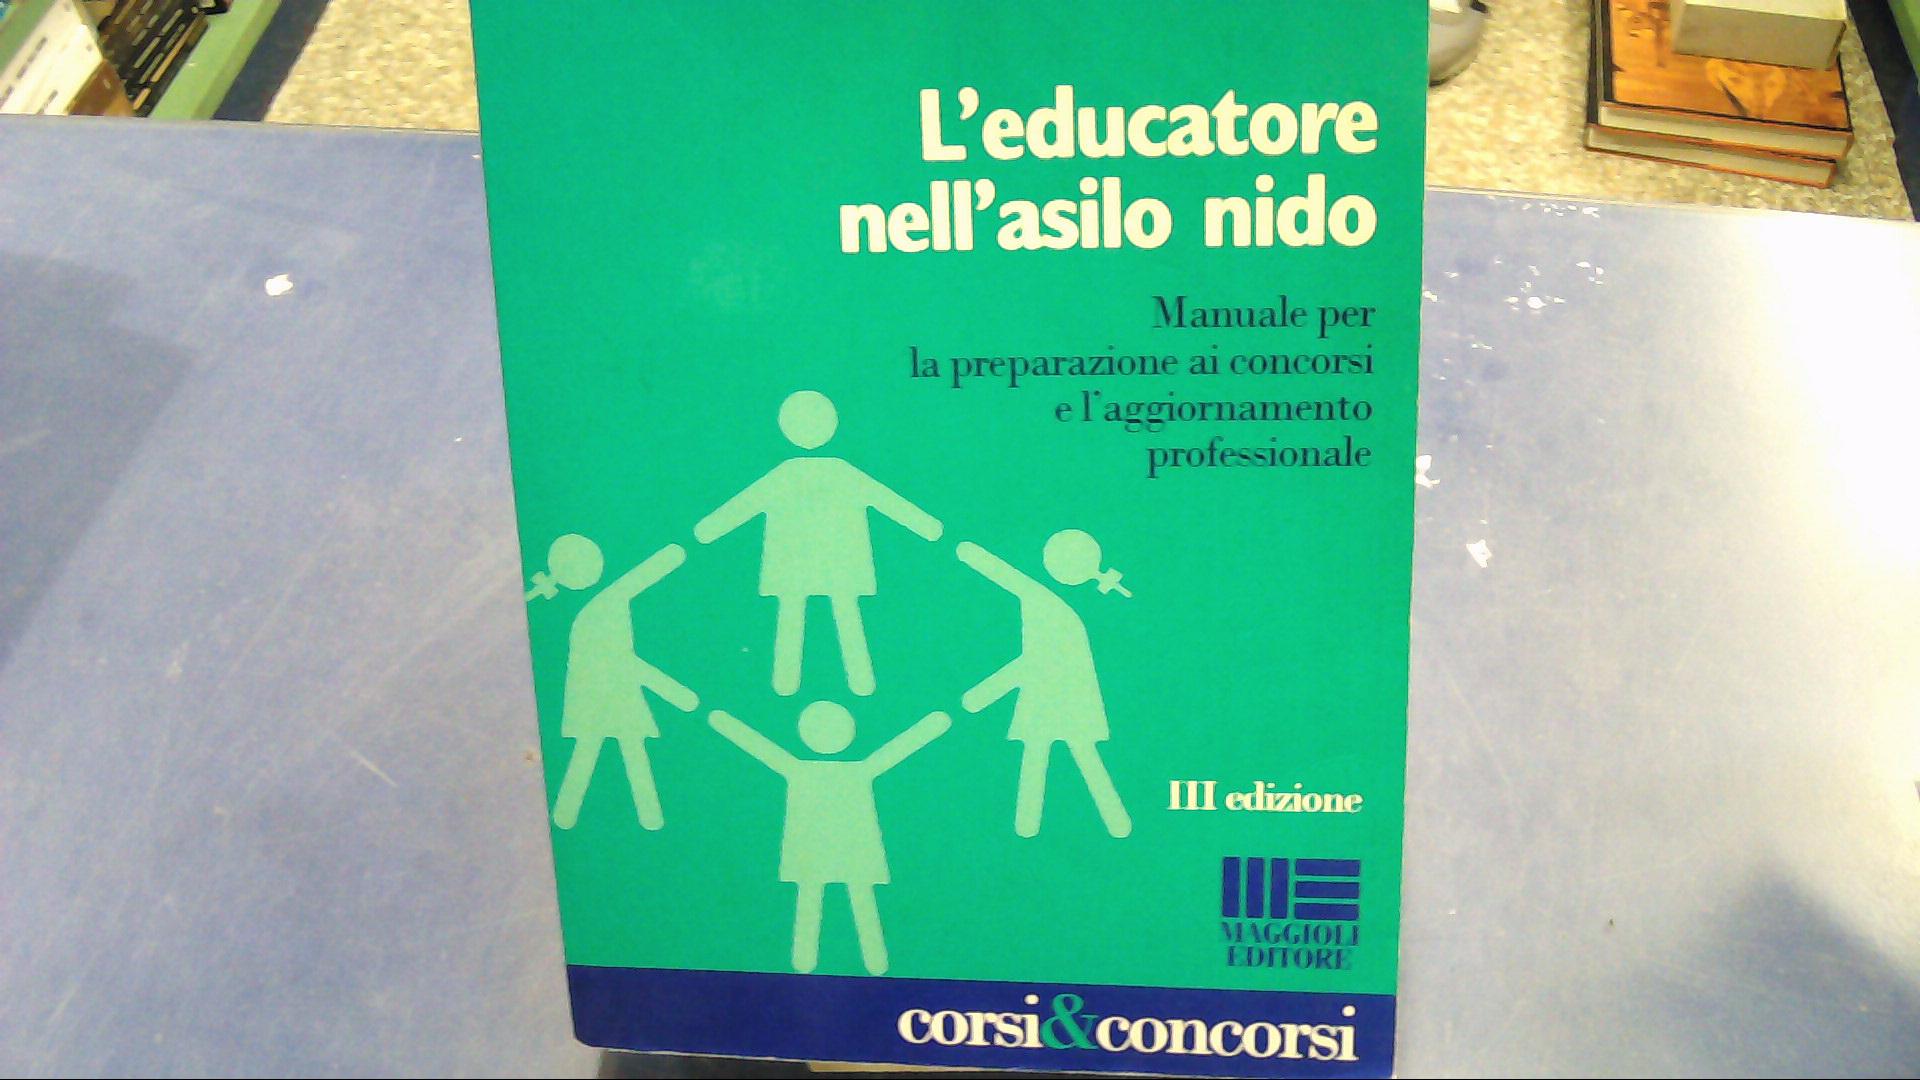 L'educatore
nell'asilo nido
Manuale per
la preparazione ai concorsi
e l'aggiornamento
professionale
III edizione
MAGGIOLI
EDITORE
corsi&concorsi